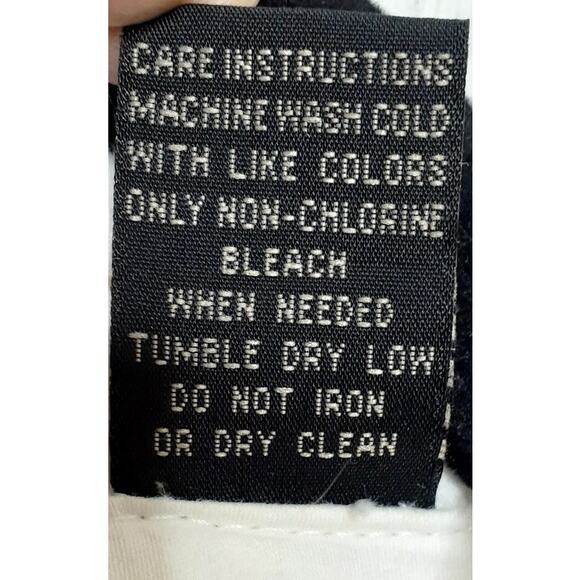 CARE INSTRUCTIONS
MACHINE WASH COLD
WITH LIKE COLORS
ONLY NON-CHLORINE
BLEACH
WHEN NEEDED
TUMBLE DRY LOW
DO NOT IRON
OR DRY CLEAN